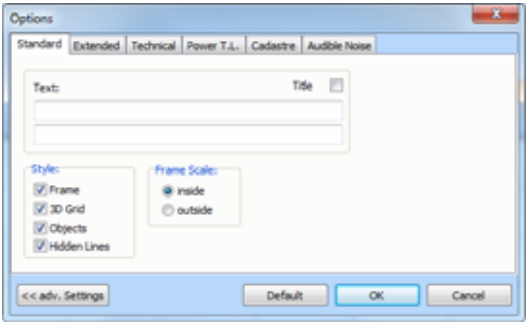 Options
Standard Extended Technical Power T.L. Cadastre Audible Noise
Text: Title
Style: Frame Scale:
Frame inside
3D Grid outside
Objects
Hidden Lines
<< adv. Settings Default OK Cancel